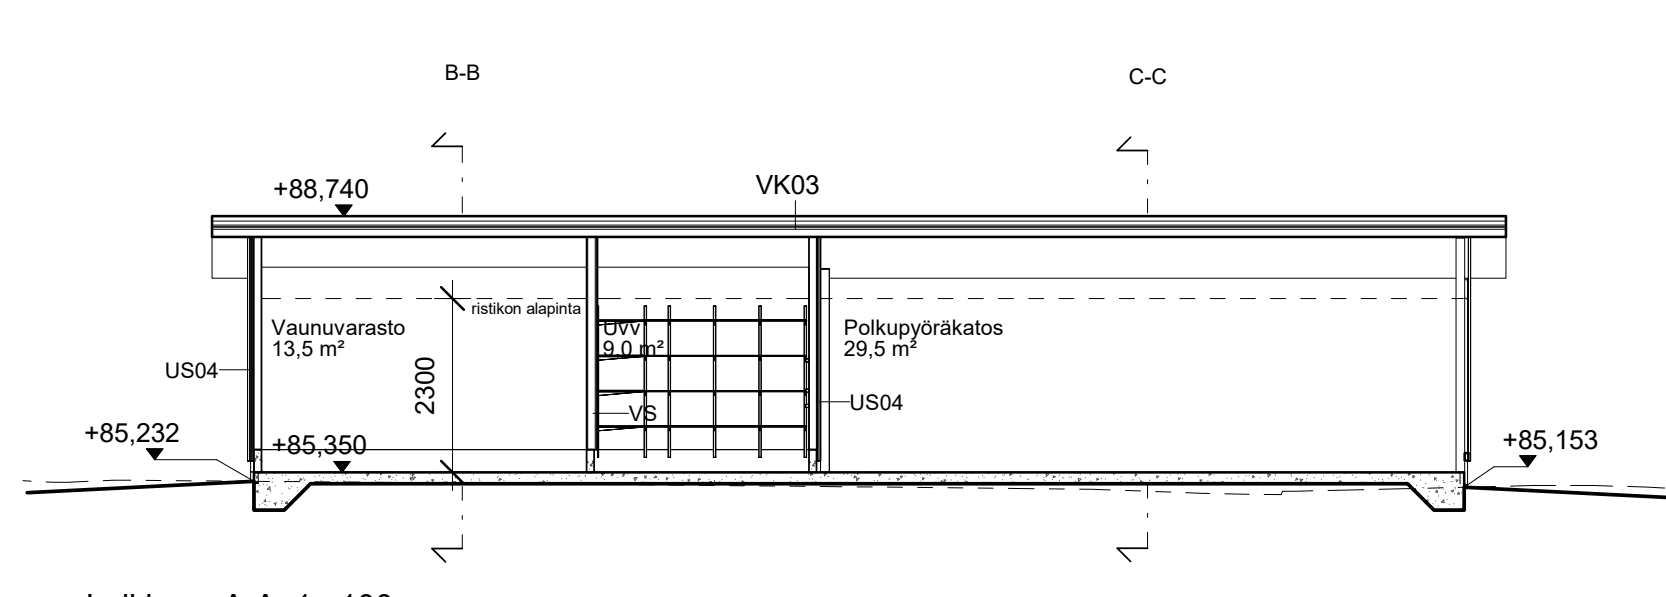 B-B
C-C
+88,740
VK03
ristikon alapinta
Vaunuvarasto
13,5 m²
Uvv
9,0 m²
Polkupyöräkatos
29,5 m²
US04
2300
VS
US04
+85,232
+85,350
+85,153